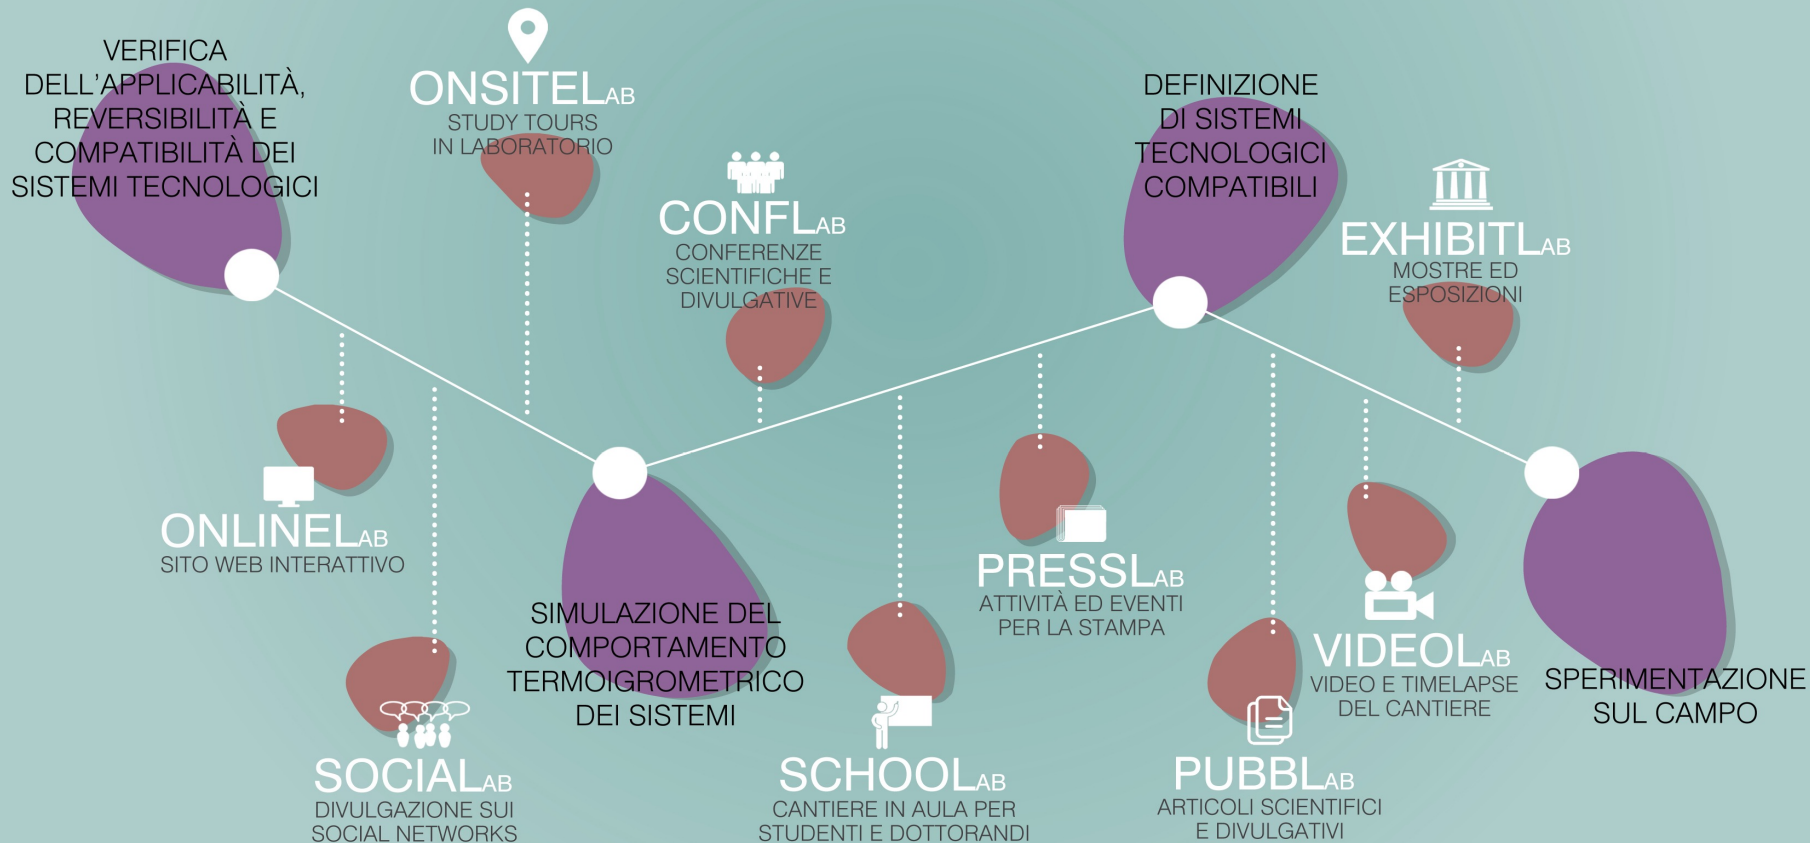 VERIFICA
DELL'APPLICABILITÀ,
REVERSIBILITÀ E
COMPATIBILITÀ DEI
SISTEMI TECNOLOGICI
ONSITELAB
STUDY TOURS
IN LABORATORIO
CONFLAB
CONFERENZE
SCIENTIFICHE E
DIVULGATIVE
DEFINIZIONE
DI SISTEMI
TECNOLOGICI
COMPATIBILI
EXHIBITLAB
MOSTRE ED
ESPOSIZIONI
ONLINELAB
SITO WEB INTERATTIVO
SOCIALAB
DIVULGAZIONE SUI
SOCIAL NETWORKS
SIMULAZIONE DEL
COMPORTAMENTO
TERMOIGROMETRICO
DEI SISTEMI
SCHOOLAB
CANTIERE IN AULA PER
STUDENTI E DOTTORANDI
PRESSLAB
ATTIVITÀ ED EVENTI
PER LA STAMPA
PUBBLAB
ARTICOLI SCIENTIFICI
E DIVULGATIVI
VIDEOLAB
VIDEO E TIMELAPSE
DEL CANTIERE
SPERIMENTAZIONE
SUL CAMPO